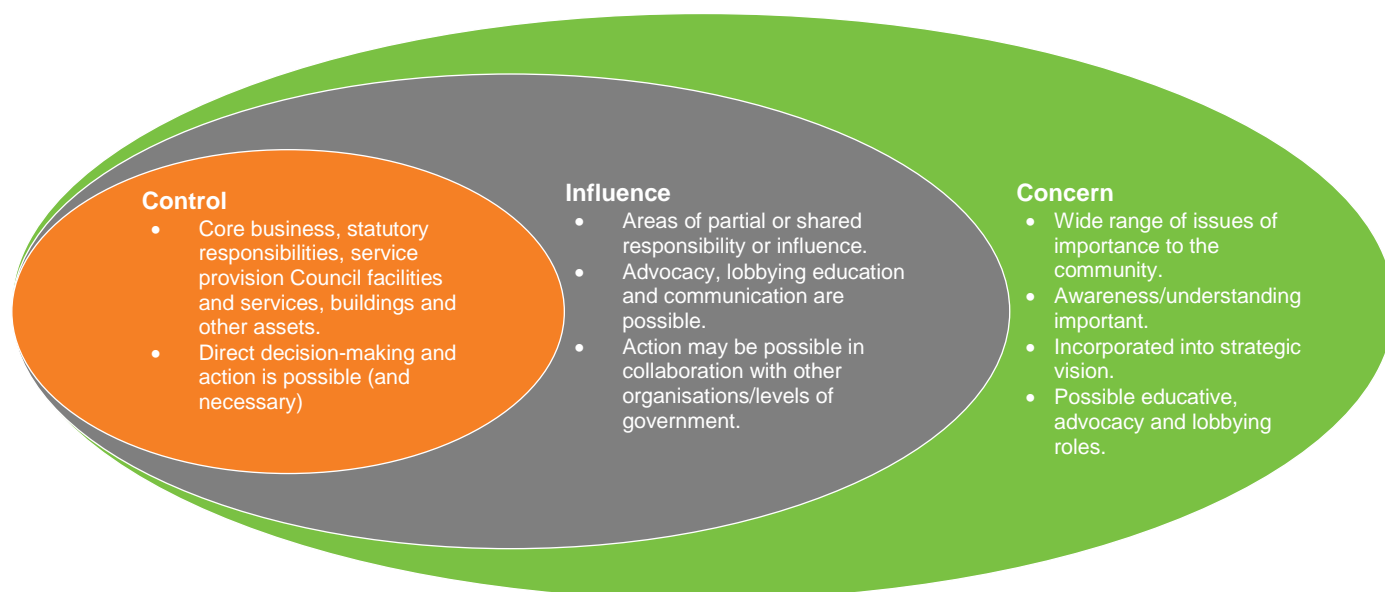 Control
• Core business, statutory
responsibilities, service
provision Council facilities
and services, buildings and
other assets.
• Direct decision-making and
action is possible (and
necessary)
Influence
• Areas of partial or shared
responsibility or influence.
• Advocacy, lobbying education
and communication are
possible.
• Action may be possible in
collaboration with other
organisations/levels of
government.
Concern
• Wide range of issues of
importance to the
community.
• Awareness/understanding
important.
• Incorporated into strategic
vision.
• Possible educative,
advocacy and lobbying
roles.